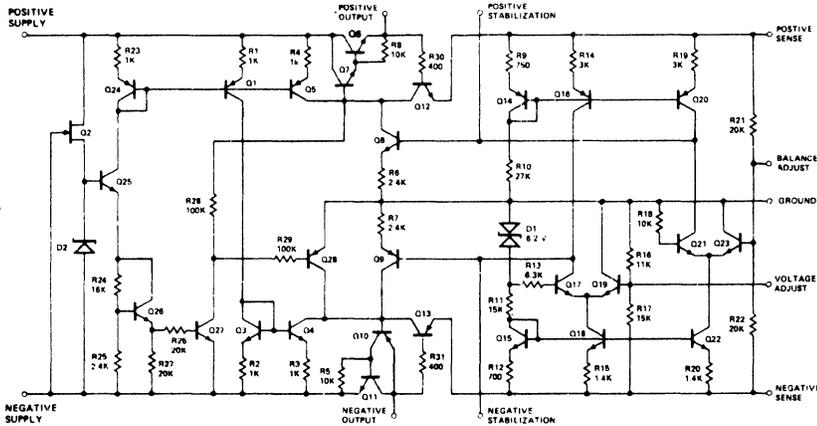 POSITIVE
SUPPLY
POSITIVE
OUTPUT
POSITIVE
STABILIZATION
POSTIVE
SENSE
R23
1K
R1
1K
R4
1k
Q6
R8
10K
R30
400
R9
750
R14
3K
R19
3K
Q24
Q1
Q5
Q7
Q12
Q14
Q16
Q20
Q2
Q8
R21
20K
Q25
R6
2.4K
R10
27K
BALANCE
ADJUST
R28
100K
GROUND
D2
R29
100K
Q28
R7
2.4K
Q9
D1
6.2 V
R18
10K
Q21
Q23
R16
11K
R13
6.3K
Q17
Q19
VOLTAGE
ADJUST
R24
16K
Q26
R11
15K
R17
15K
R22
20K
Q13
R26
20K
Q27
Q3
Q4
Q10
Q15
Q18
Q22
R25
2.4K
R27
20K
R2
1K
R3
1K
R5
10K
R31
400
R12
700
R15
1.4K
R20
1.4K
Q11
NEGATIVE
SUPPLY
NEGATIVE
OUTPUT
NEGATIVE
STABILIZATION
NEGATIVE
SENSE